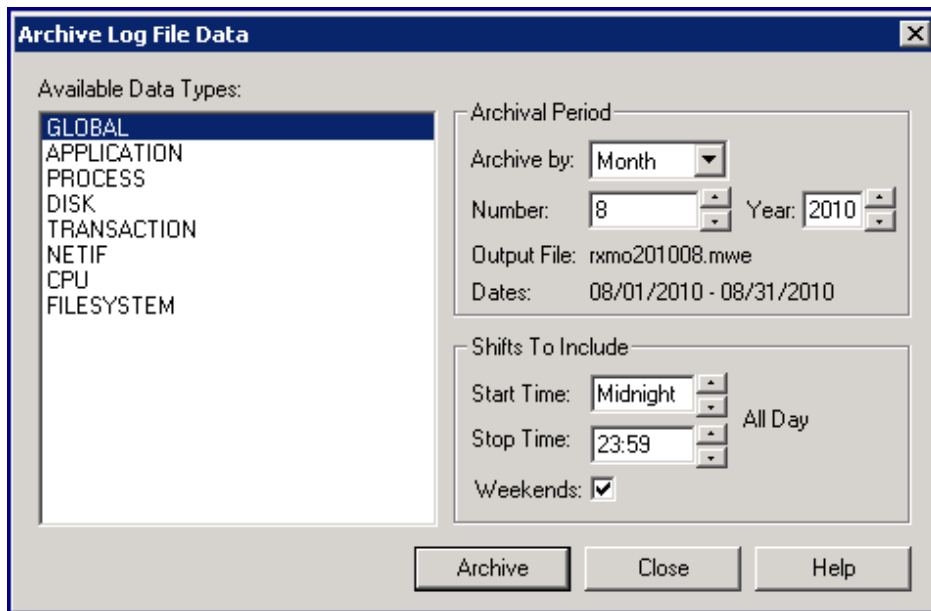 Archive Log File Data
Available Data Types:
GLOBAL
APPLICATION
PROCESS
DISK
TRANSACTION
NETIF
CPU
FILESYSTEM
Archival Period
Archive by: Month
Number: 8 Year: 2010
Output File: rxmo201008.mwe
Dates: 08/01/2010 - 08/31/2010
Shifts To Include
Start Time: Midnight
All Day
Stop Time: 23:59
Weekends:
Archive Close Help